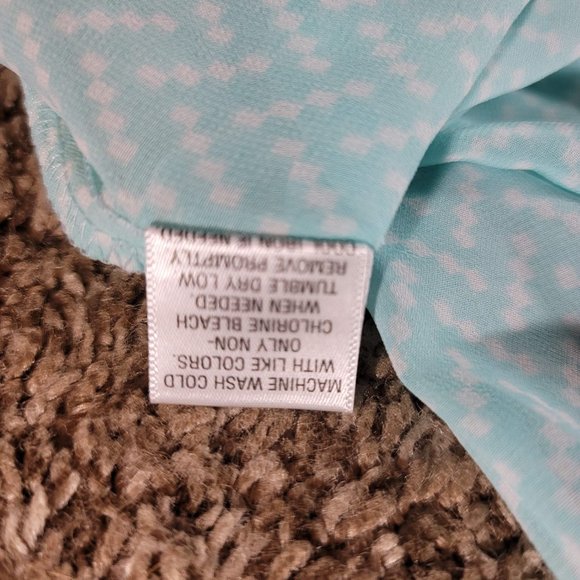 MACHINE WASH COLD
WITH LIKE COLORS.
ONLY NON-
CHLORINE BLEACH
WHEN NEEDED
TUMBLE DRY LOW
REMOVE PROMPTLY
IRON IF NEEDED